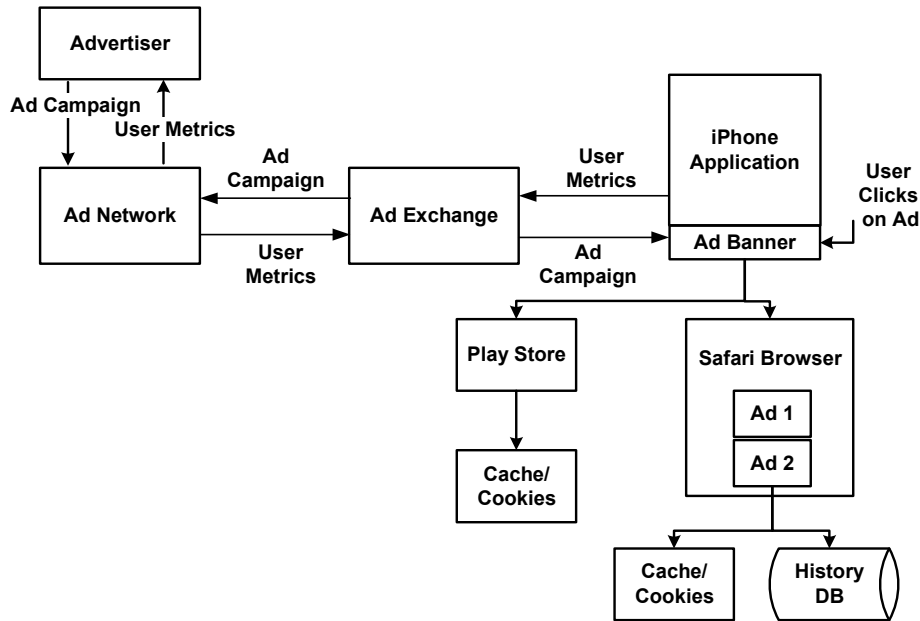 Advertiser
Ad Campaign
User Metrics
Ad Network
Ad
Campaign
User
Metrics
Ad Exchange
User
Metrics
Ad
Campaign
iPhone
Application
Ad Banner
User
Clicks
on Ad
Play Store
Cache/
Cookies
Safari Browser
Ad 1
Ad 2
Cache/
Cookies
History
DB